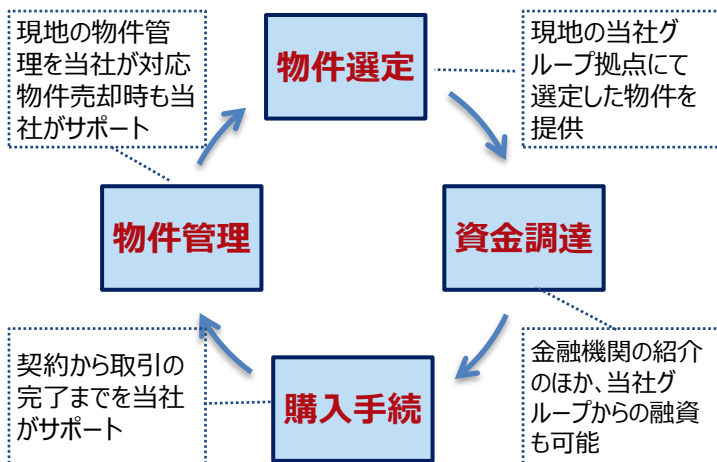 現地の物件管
理を当社が対応
物件売却時も当
社がサポート
物件選定
現地の当社グ
ループ拠点にて
選定した物件を
提供
物件管理
資金調達
契約から取引の
完了までを当社
がサポート
購入手続
金融機関の紹介
のほか、当社グ
ループからの融資
も可能